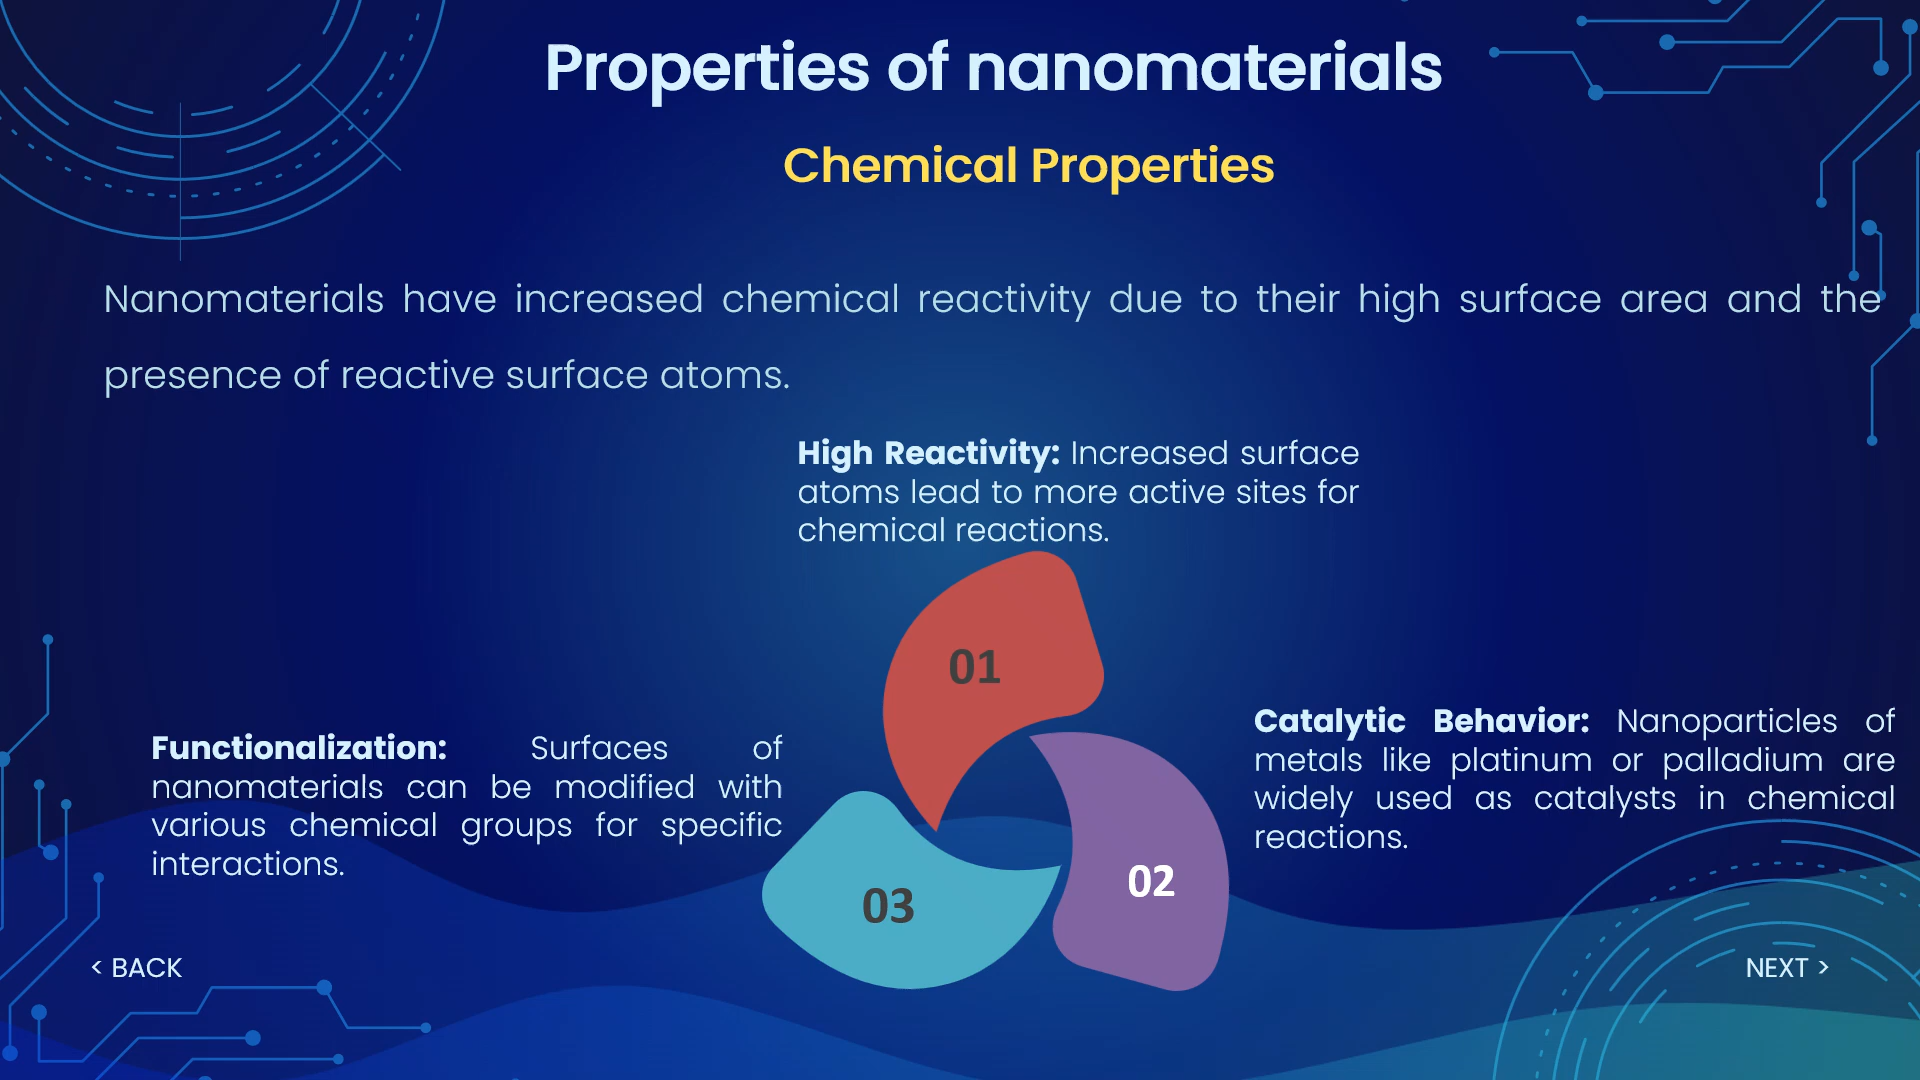 Properties of nanomaterials
Chemical Properties
Nanomaterials have increased chemical reactivity due to their high surface area and the
presence of reactive surface atoms.
High Reactivity: Increased surface
atoms lead to more active sites for
chemical reactions.
01
Catalytic Behavior: Nanoparticles of
metals like platinum or palladium are
widely used as catalysts in chemical
reactions.
02
Functionalization: Surfaces of
nanomaterials can be modified with
various chemical groups for specific
interactions.
03
< BACK
NEXT >